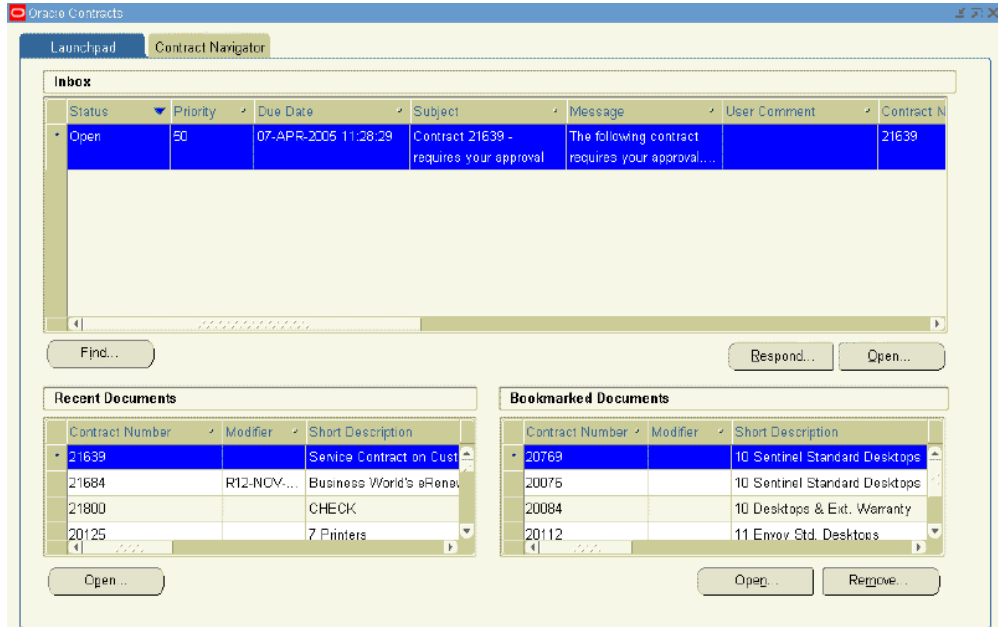 Oracle Contracts
Launchpad Contract Navigator
Inbox
Status Priority Due Date Subject Message User Comment Contract N
Open 50 07-APR-2005 11:28:29 Contract 21639 - The following contract 21639
requires your approval requires your approval....
Find... Respond... Open...
Recent Documents Bookmarked Documents
Contract Number Modifier Short Description Contract Number Modifier Short Description
21639 Service Contract on Cust 20769 10 Sentinel Standard Desktops
21684 R12-NOV-... Business World's eRenew 20076 10 Sentinel Standard Desktops
21800 CHECK 20084 10 Desktops & Ext. Warranty
20125 7 Printers 20112 11 Envoy Std. Desktops
Open... Open... Remove...